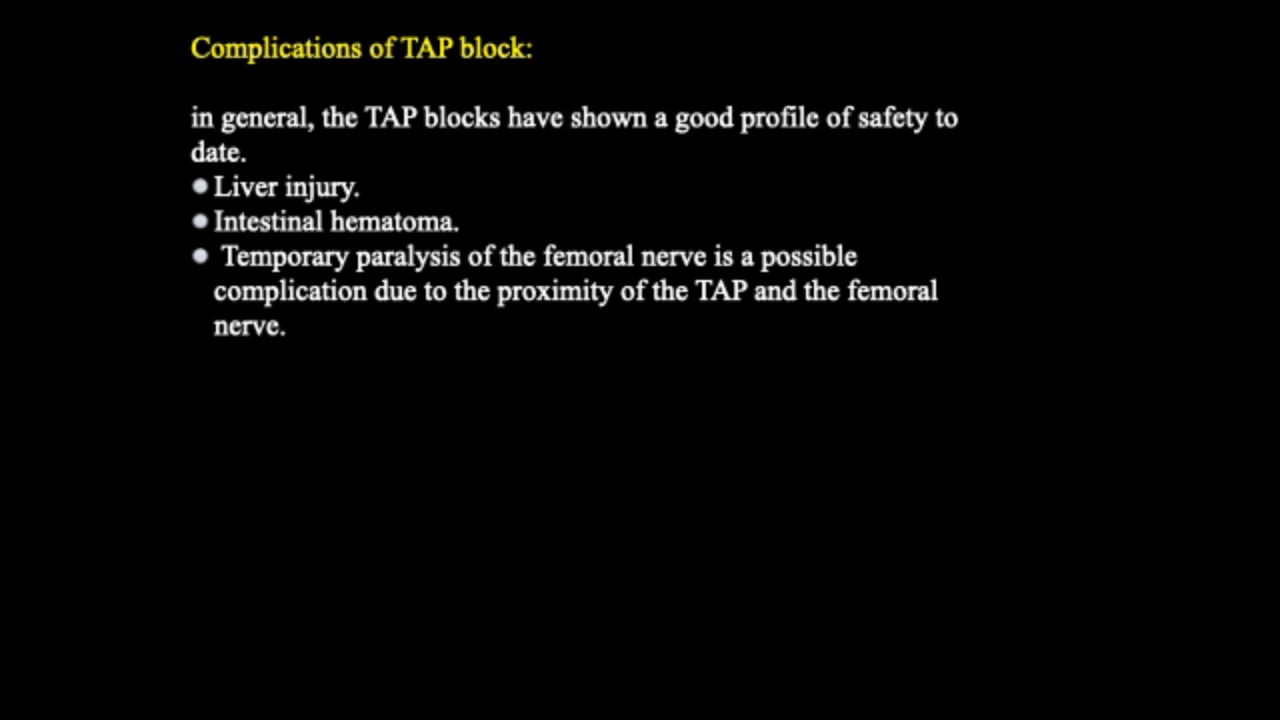 Complications of TAP block:
in general, the TAP blocks have shown a good profile of safety to
date.
● Liver injury.
● Intestinal hematoma.
● Temporary paralysis of the femoral nerve is a possible
complication due to the proximity of the TAP and the femoral
nerve.